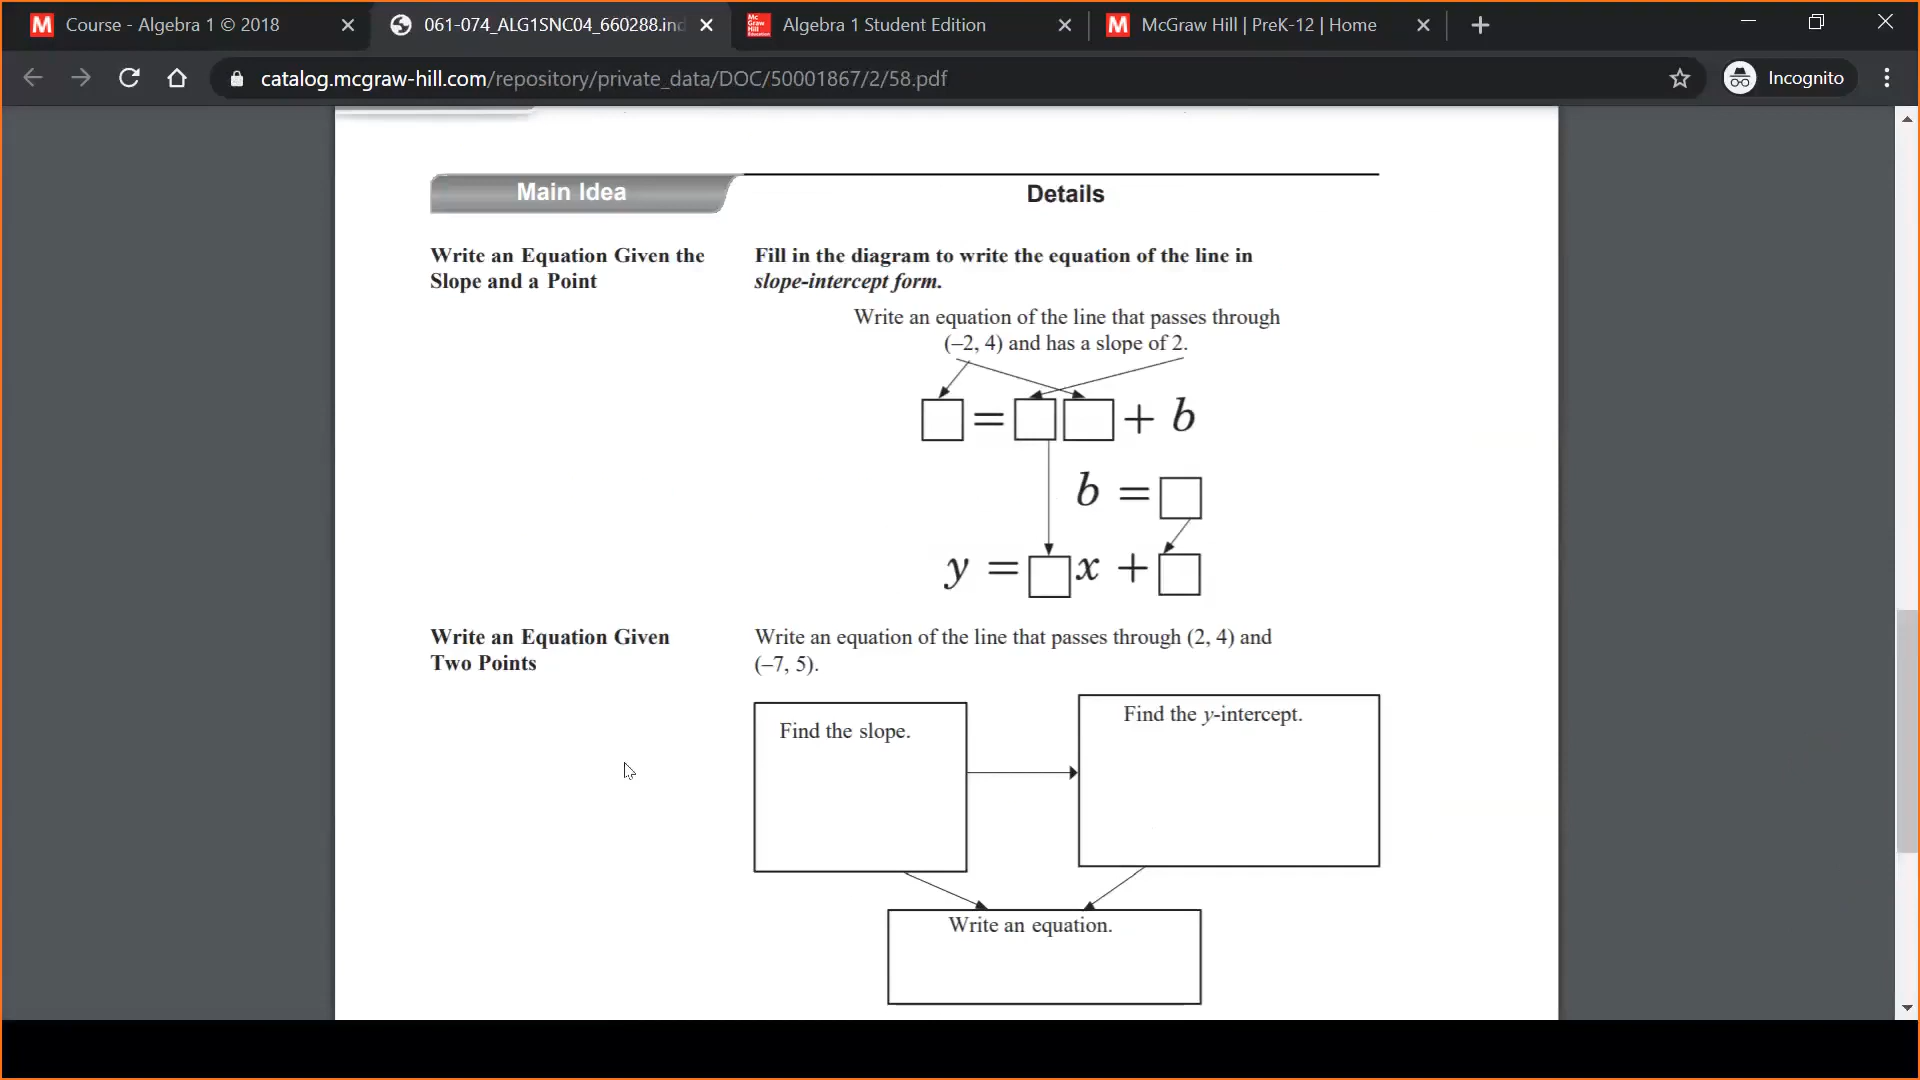 Course - Algebra 1 © 2018
061-074_ALG1SNC04_660288.ind
Mc Graw Hill Education
Algebra 1 Student Edition
McGraw Hill | PreK-12 | Home
catalog.mcgraw-hill.com/repository/private_data/DOC/50001867/2/58.pdf
Incognito
Main Idea
Details
Write an Equation Given the
Slope and a Point
Fill in the diagram to write the equation of the line in
slope-intercept form.
Write an equation of the line that passes through
(–2, 4) and has a slope of 2.
= + b
b =
y = x +
Write an Equation Given
Two Points
Write an equation of the line that passes through (2, 4) and
(–7, 5).
Find the slope.
Find the y-intercept.
Write an equation.